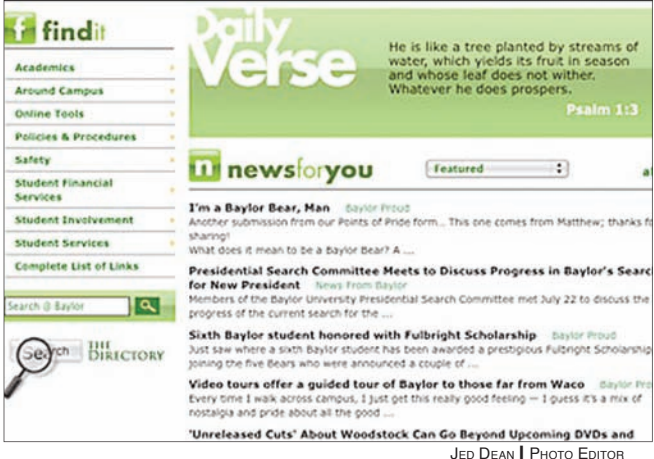 f findit
Academics
Around Campus
Online Tools
Policies & Procedures
Safety
Student Financial
Services
Student Involvement
Student Services
Complete List of Links
Search @ Baylor
Search THE
DIRECTORY
Daily
Verse
He is like a tree planted by streams of
water, which yields its fruit in season
and whose leaf does not wither.
Whatever he does prospers.
Psalm 1:3
n newsforyou Featured
I'm a Baylor Bear, Man Baylor Proud
Another submission from our Points of Pride form... This one comes from Matthew; thanks fo
sharing!
What does it mean to be a Baylor Bear? A ...
Presidential Search Committee Meets to Discuss Progress in Baylor's Searc
for New President News From Baylor
Members of the Baylor University Presidential Search Committee met July 22 to discuss the
progress of the current search for the ...
Sixth Baylor student honored with Fulbright Scholarship Baylor Proud
Just saw where a sixth Baylor student has been awarded a prestigious Fulbright Scholarship,
joining the five Bears who were announced a couple of ...
Video tours offer a guided tour of Baylor to those far from Waco Baylor Pro
Every time I walk across campus, I just get this really good feeling — I guess it's a mix of
nostalgia and pride about all the good ...
'Unreleased Cuts' About Woodstock Can Go Beyond Upcoming DVDs and
JED DEAN | PHOTO EDITOR